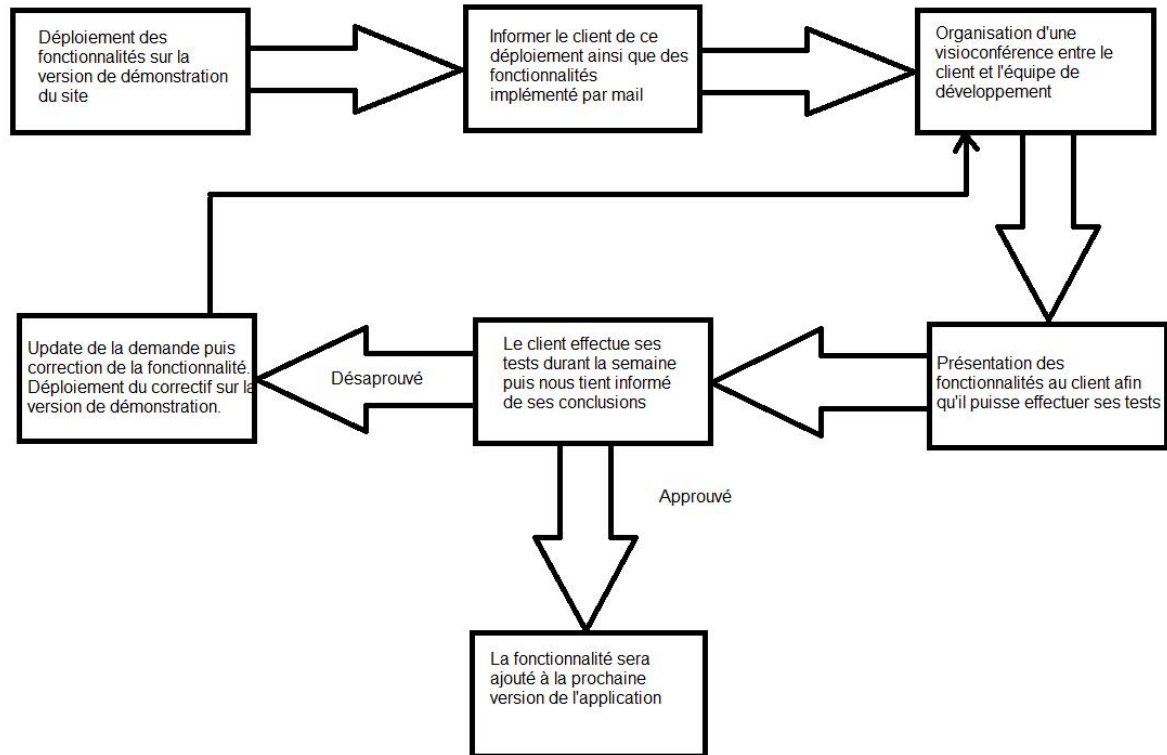 Déploiement des
fonctionnalités sur la
version de démonstration
du site
Informer le client de ce
déploiement ainsi que des
fonctionnalités
implémenté par mail
Organisation d'une
visioconférence entre le
client et l'équipe de
développement
Présentation des
fonctionnalités au client afin
qu'il puisse effectuer ses tests
Le client effectue ses
tests durant la semaine
puis nous tient informé
de ses conclusions
Désaprouvé
Update de la demande puis
correction de la fonctionnalité.
Déploiement du correctif sur la
version de démonstration.
Approuvé
La fonctionnalité sera
ajouté à la prochaine
version de l'application